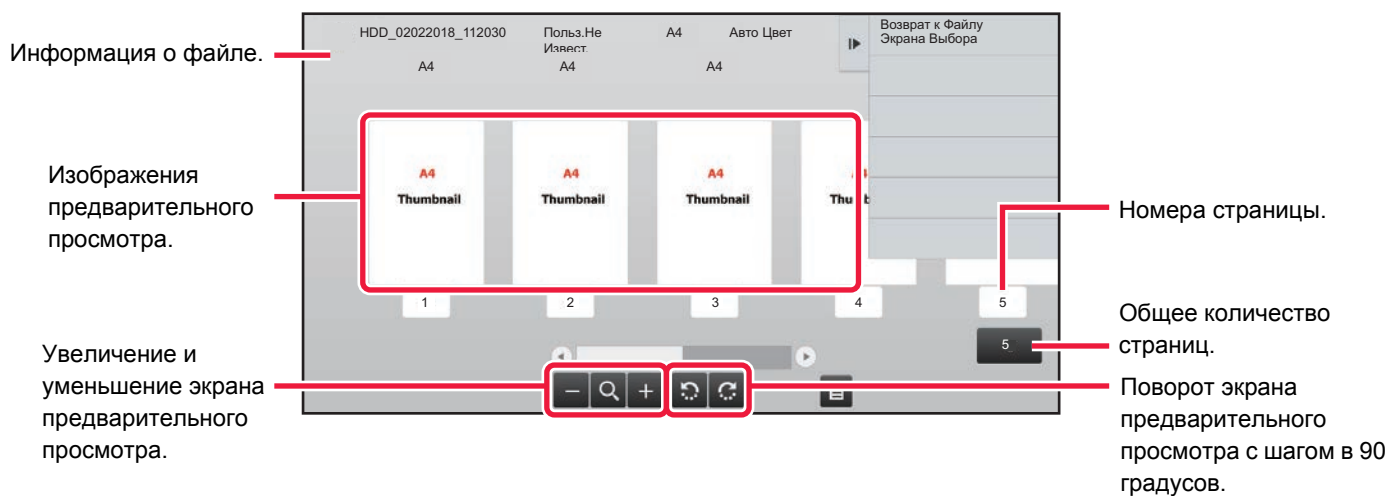 HDD_02022018_112030 Польз.Не Извест. A4 Авто Цвет
Возврат к Файлу
Экрана Выбора
Информация о файле.
A4 A4 A4
Изображения
предварительного
просмотра.
A4 A4 A4
Thumbnail Thumbnail Thumbnail
Номера страницы.
1 2 3 4 5
Общее количество
страниц.
5
Увеличение и
уменьшение экрана
предварительного
просмотра.
Поворот экрана
предварительного
просмотра с шагом в 90
градусов.